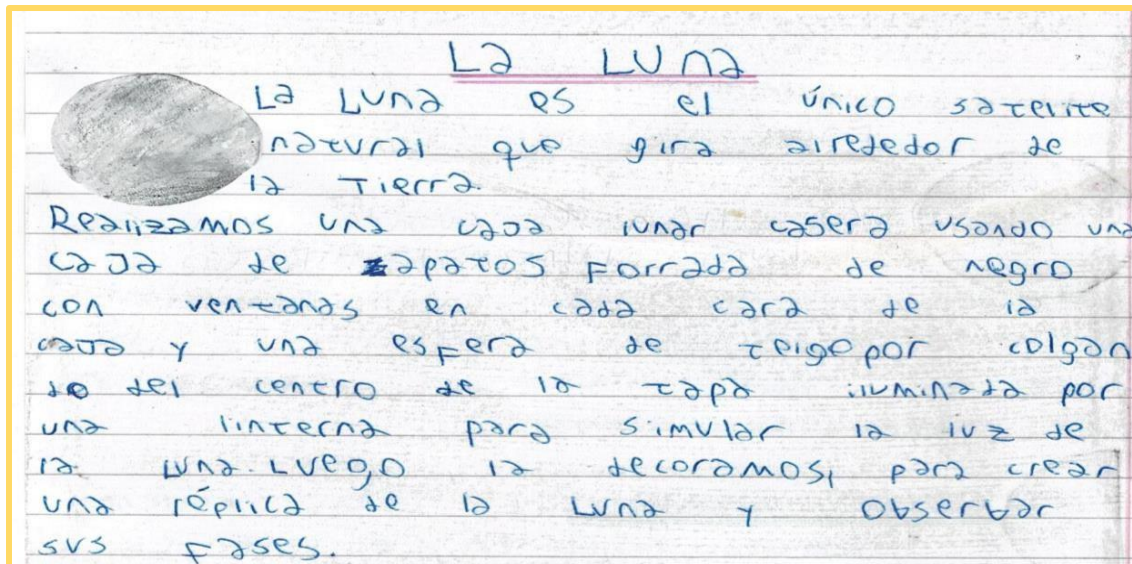 La Luna
La Luna es el único satelite
natural que gira alrededor de
la Tierra.
Realizamos una caja lunar casera usando una
caja de zapatos forrada de negro
con ventanas en cada cara de la
caja y una esfera de telgopor colgan
do del centro de la tapa iluminada por
una linterna para simular la luz de
la luna. Luego la decoramos, para crear
una réplica de la Luna y observar
sus fases.